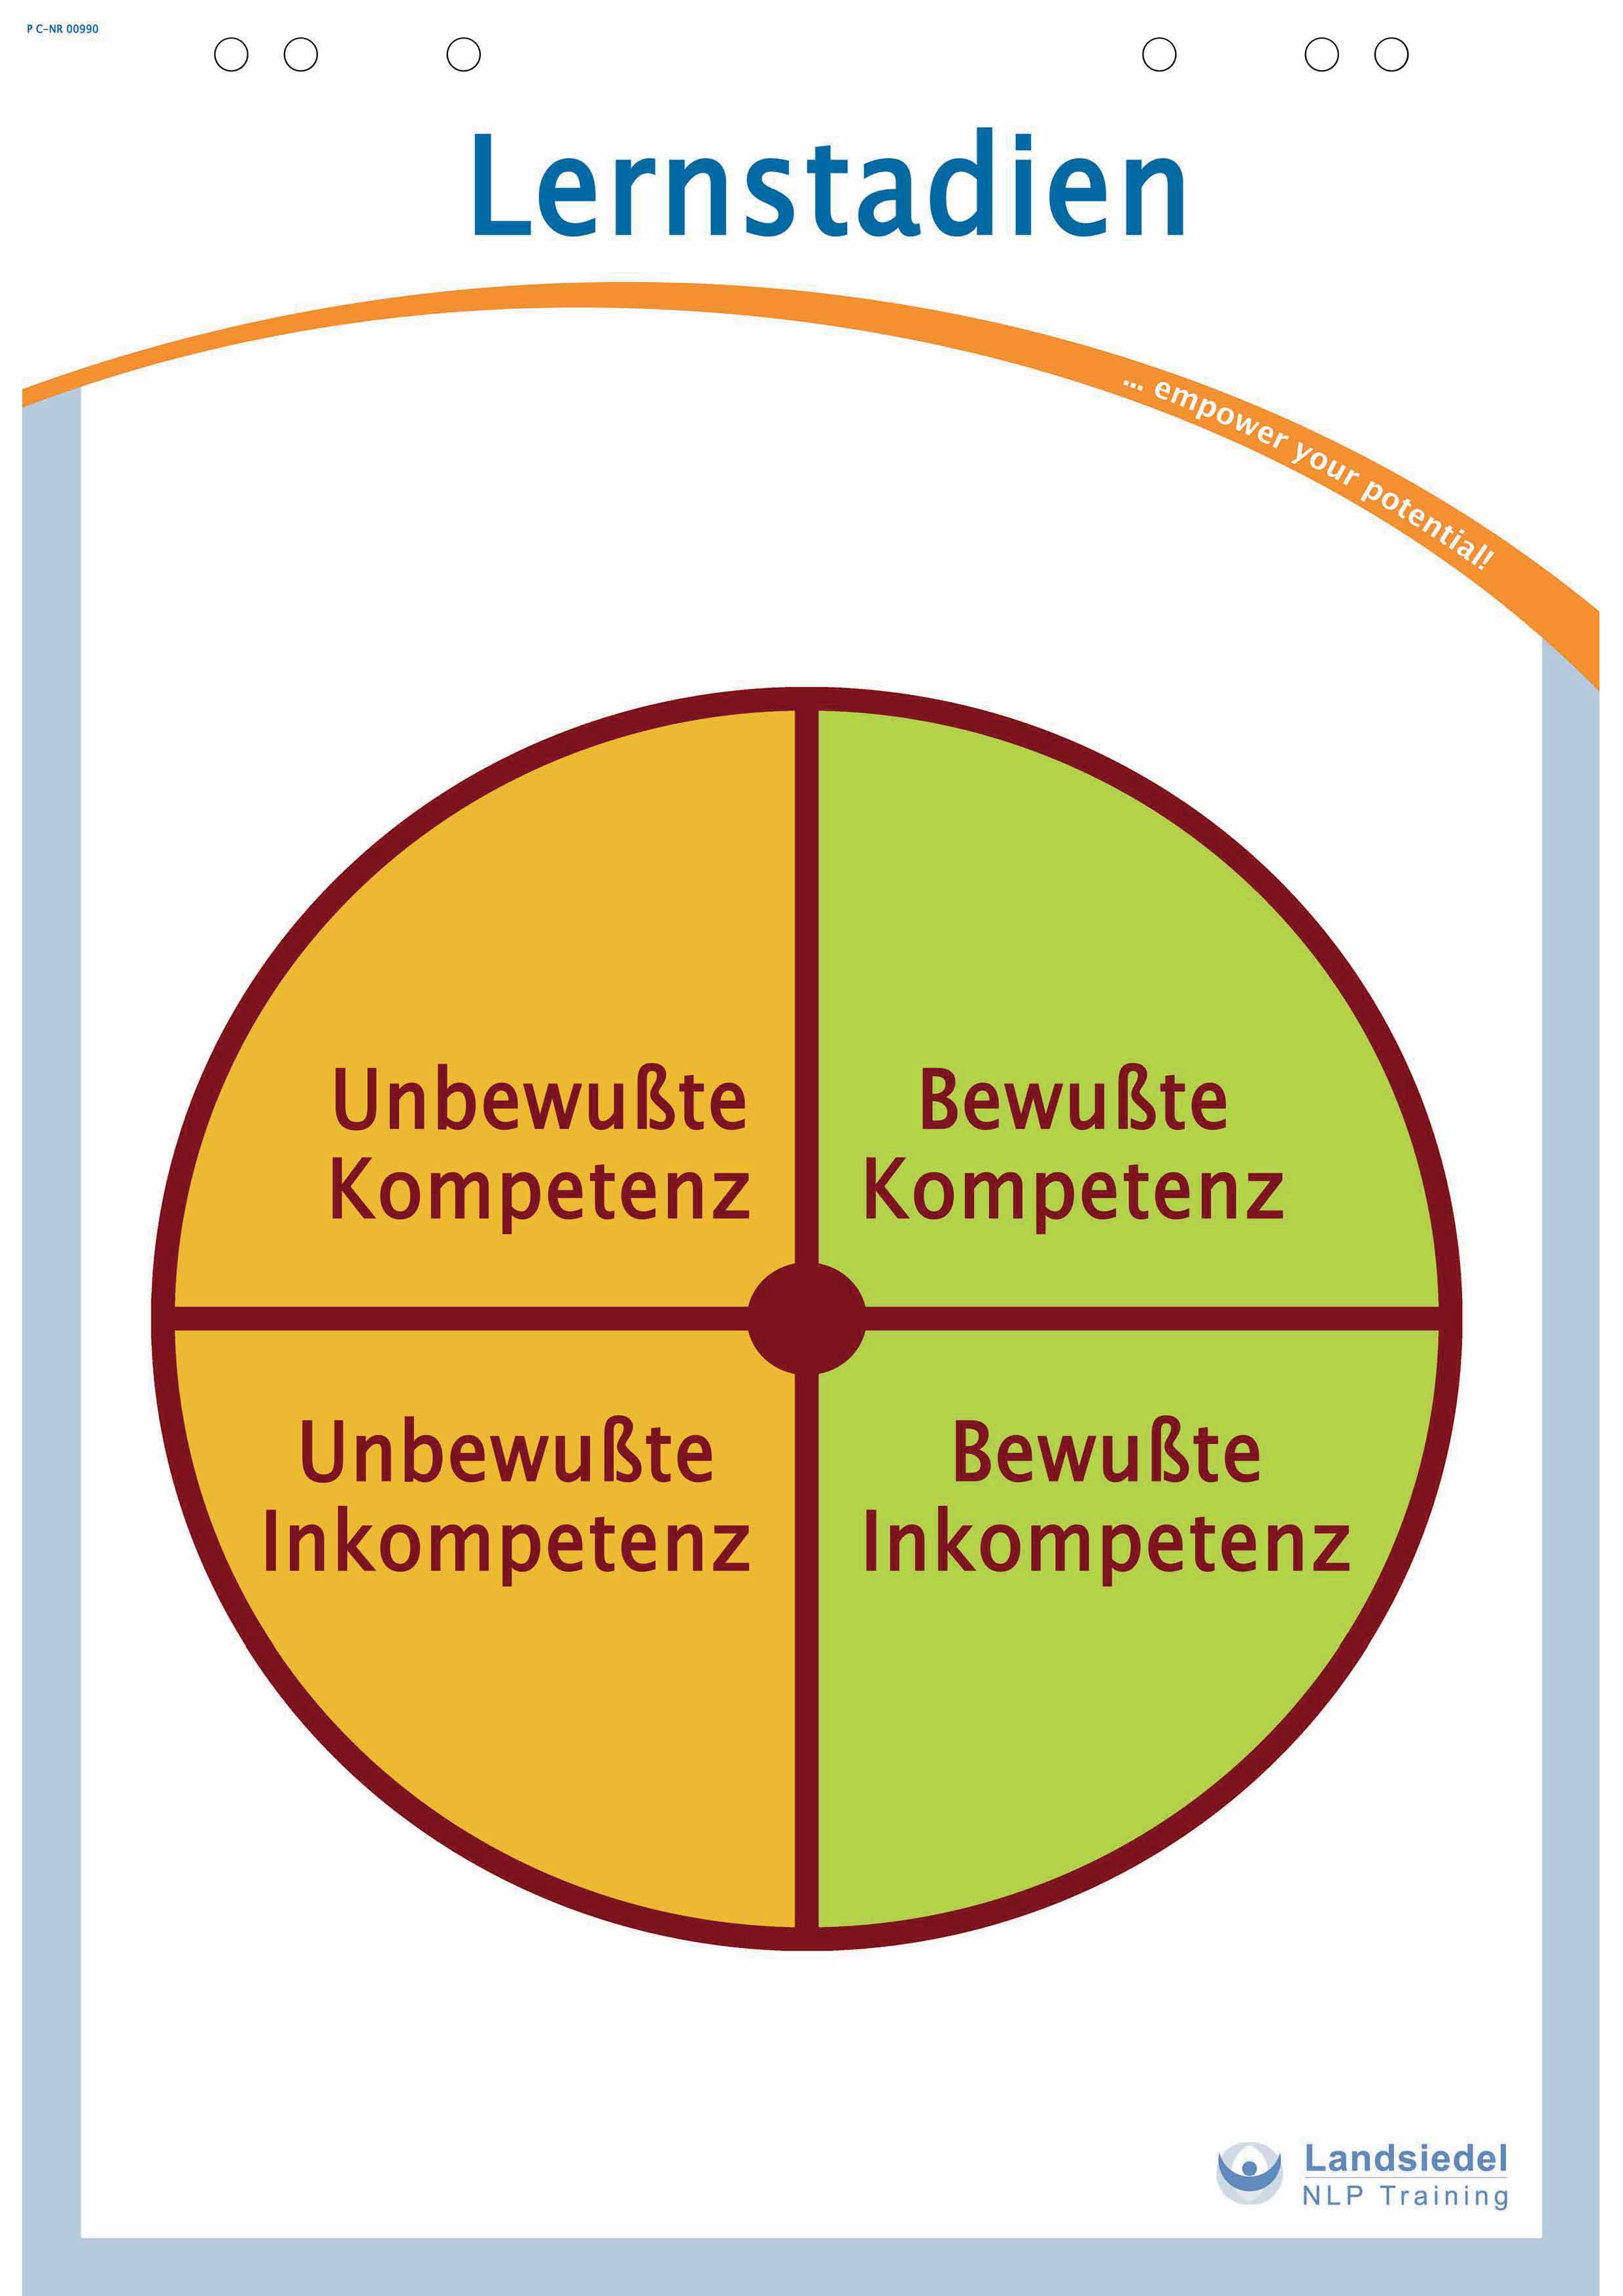 P C-NR 00990
Lernstadien
... empower your potential!
Unbewußte
Kompetenz
Bewußte
Kompetenz
Unbewußte
Inkompetenz
Bewußte
Inkompetenz
Landsiedel
NLP Training